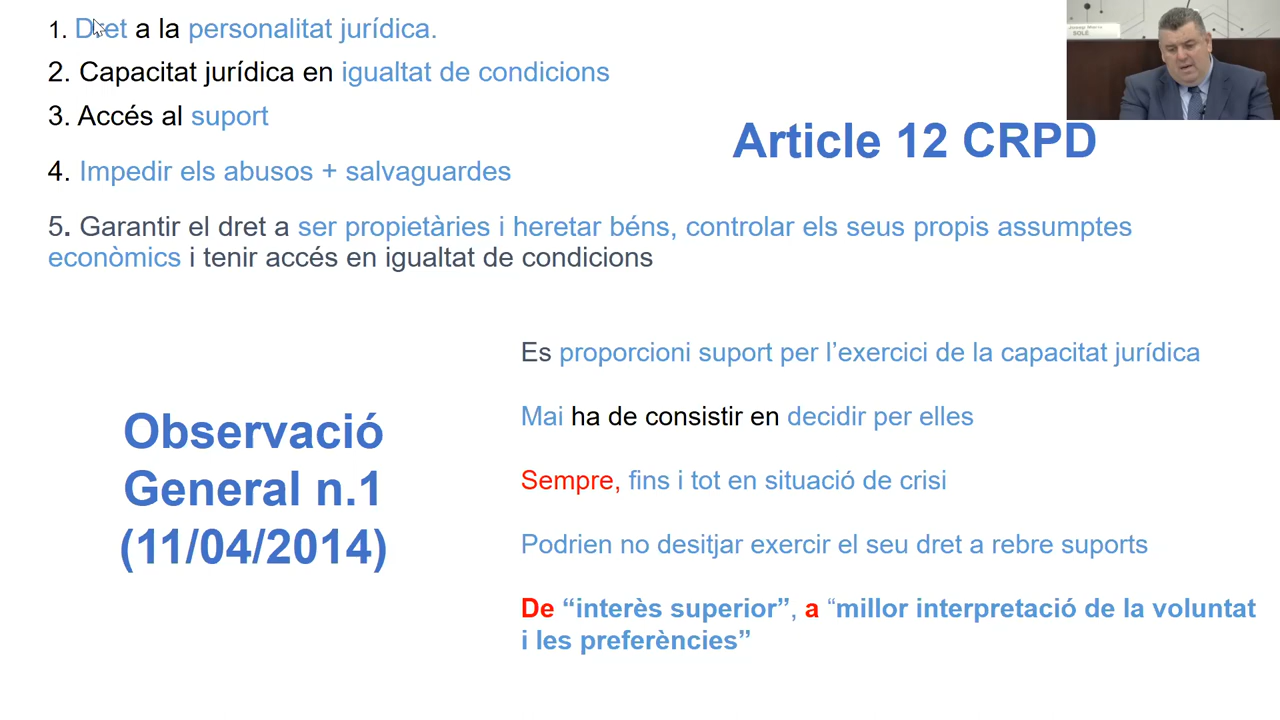 1. Dret a la personalitat jurídica.
2. Capacitat jurídica en igualtat de condicions
3. Accés al suport
Article 12 CRPD
4. Impedir els abusos + salvaguardes
5. Garantir el dret a ser propietàries i heretar béns, controlar els seus propis assumptes
econòmics i tenir accés en igualtat de condicions
Observació
General n.1
(11/04/2014)
Es proporcioni suport per l’exercici de la capacitat jurídica
Mai ha de consistir en decidir per elles
Sempre, fins i tot en situació de crisi
Podrien no desitjar exercir el seu dret a rebre suports
De “interès superior”, a “millor interpretació de la voluntat
i les preferències”
SOLÉ